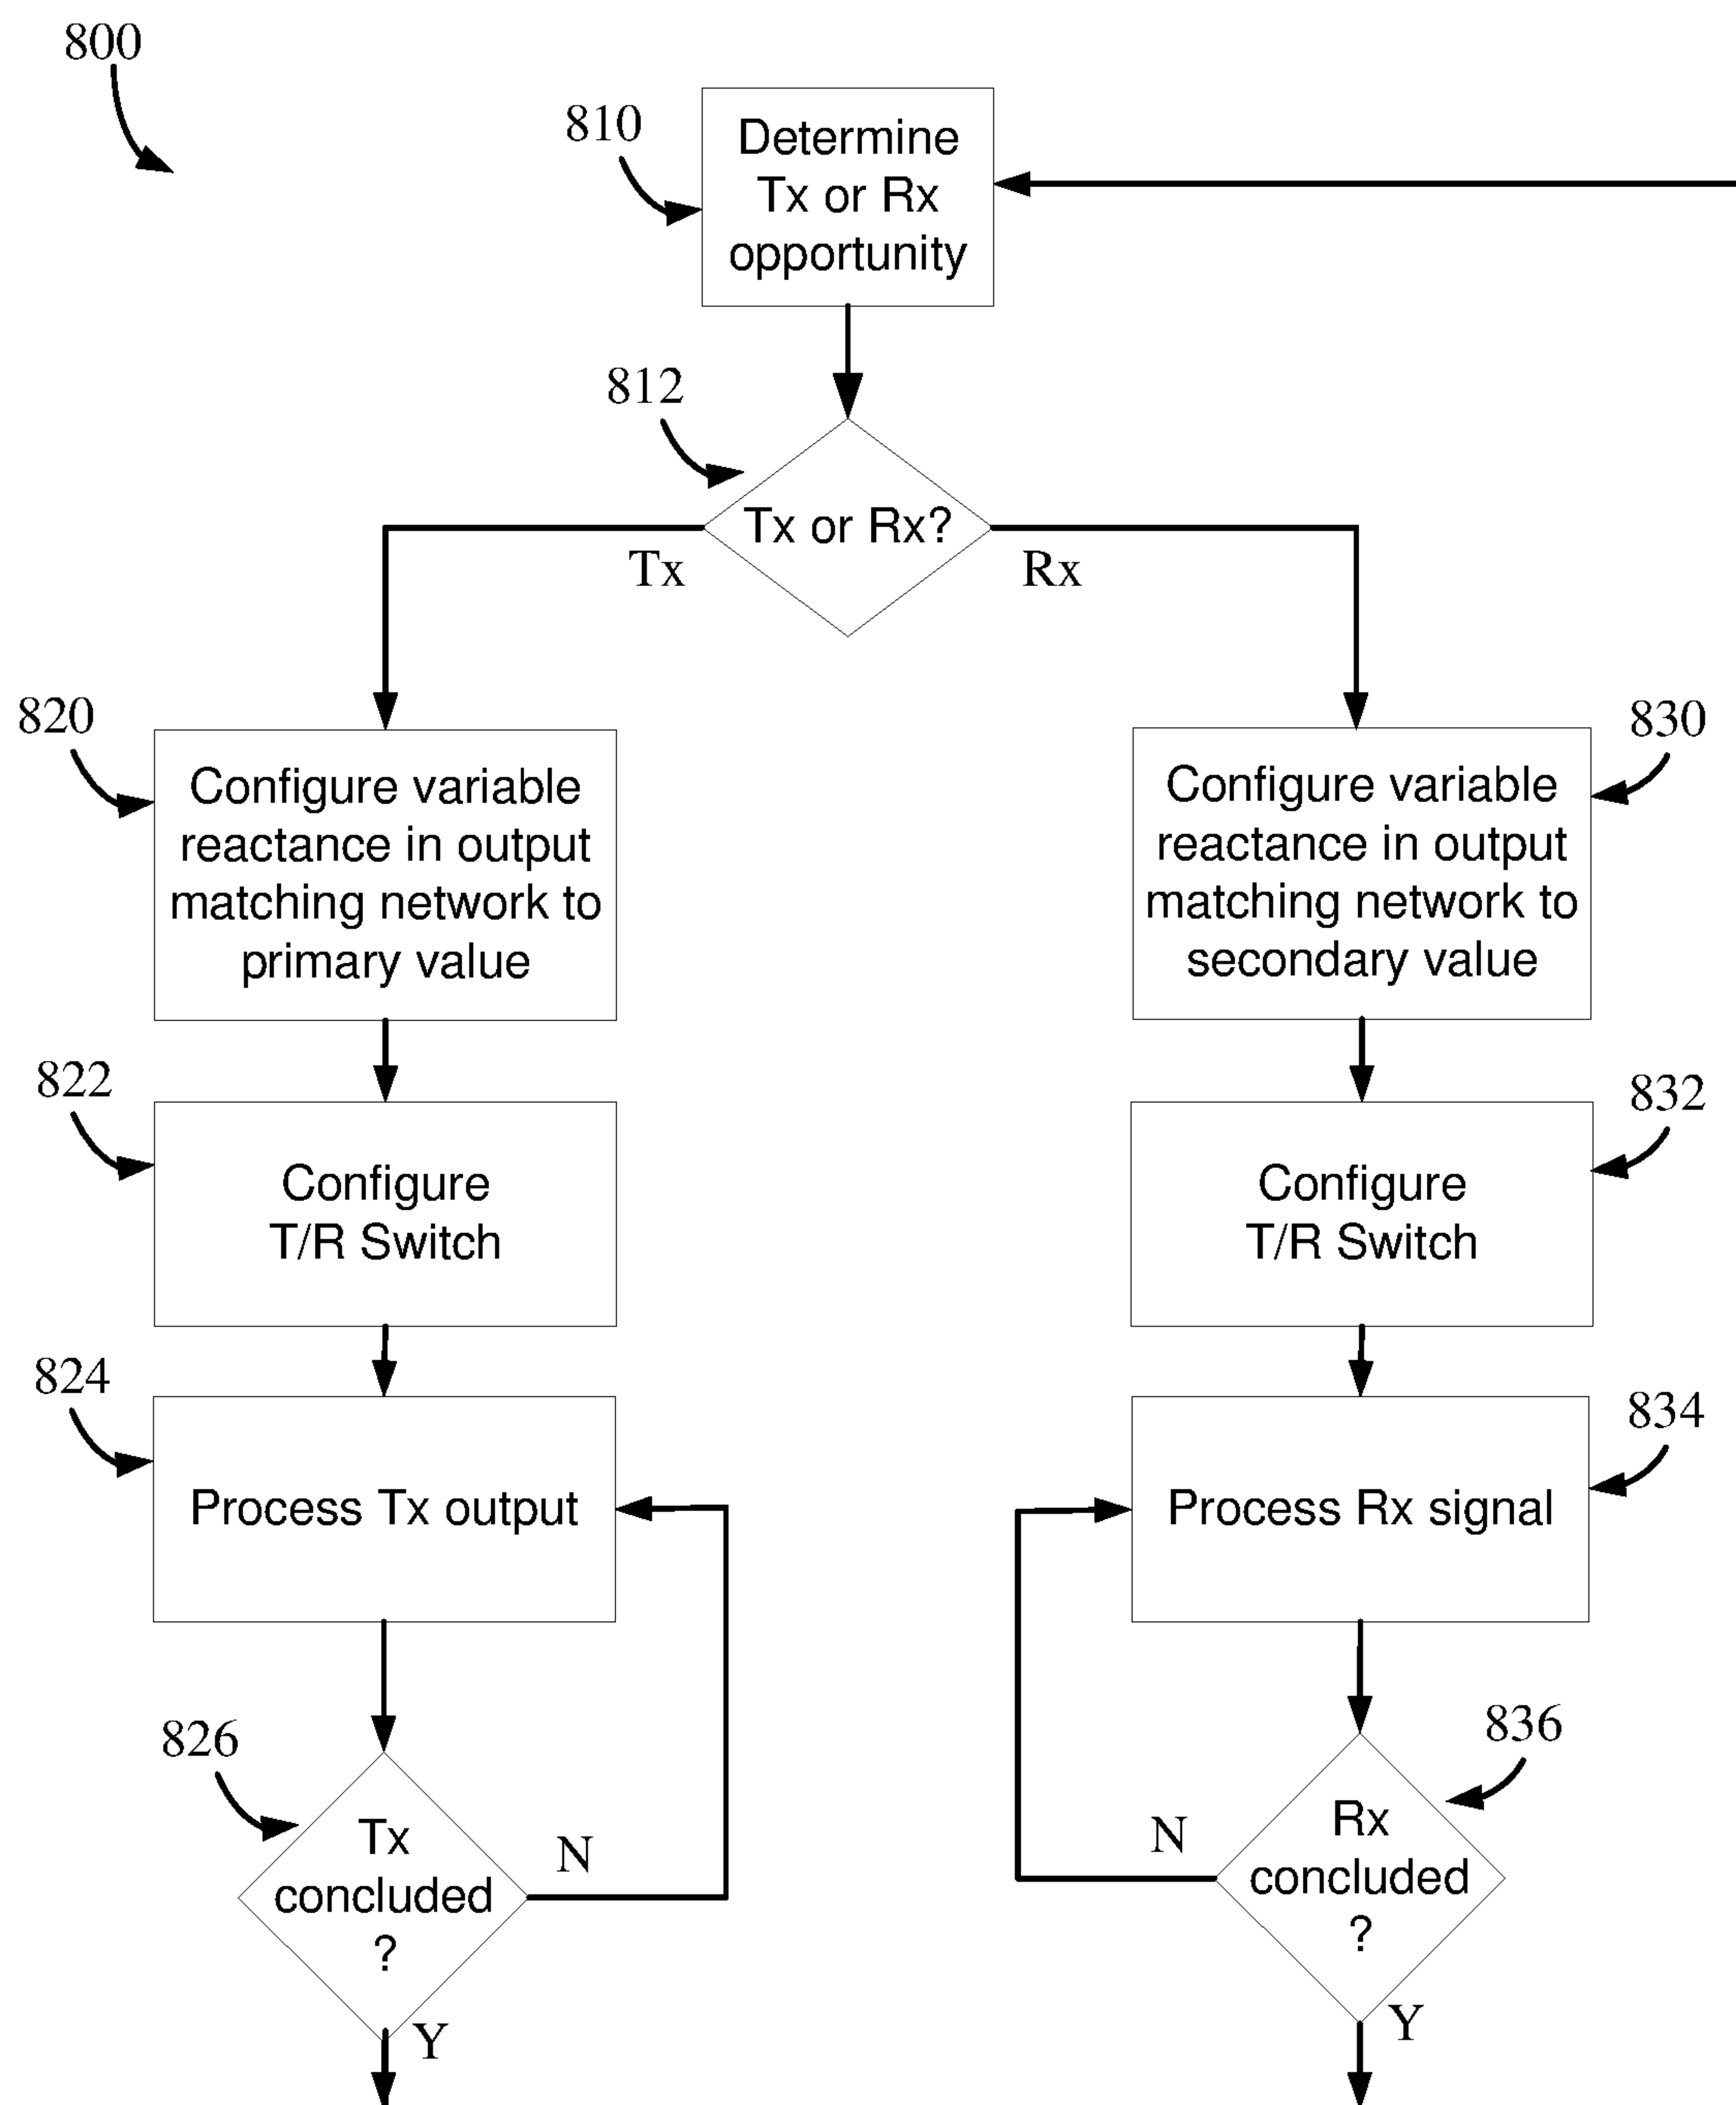 800
810
Determine
Tx or Rx
opportunity
812
Tx or Rx?
Tx
Rx
820
Configure variable
reactance in output
matching network to
primary value
830
Configure variable
reactance in output
matching network to
secondary value
822
Configure
T/R Switch
832
Configure
T/R Switch
824
Process Tx output
834
Process Rx signal
826
Tx
concluded
?
N
Y
836
Rx
concluded
?
N
Y